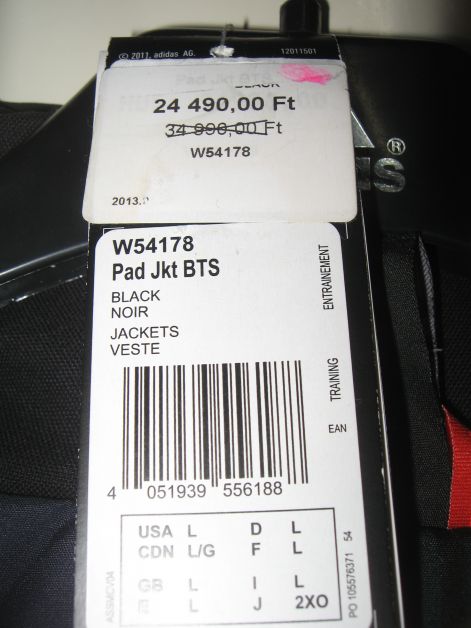 © 2011, adidas AG.
12011501
Pad Jkt BTS
BLACK
24 490,00 Ft
34 990,00 Ft
W54178
2013.
®
ES
W54178
Pad Jkt BTS
BLACK
NOIR
JACKETS
VESTE
ENTRAINEMENT
TRAINING
EAN
4 051939 556188
USA L D L
CDN L/G F L
GB L I L
E L J 2XO
ASSMCV04
PO 105576371 54